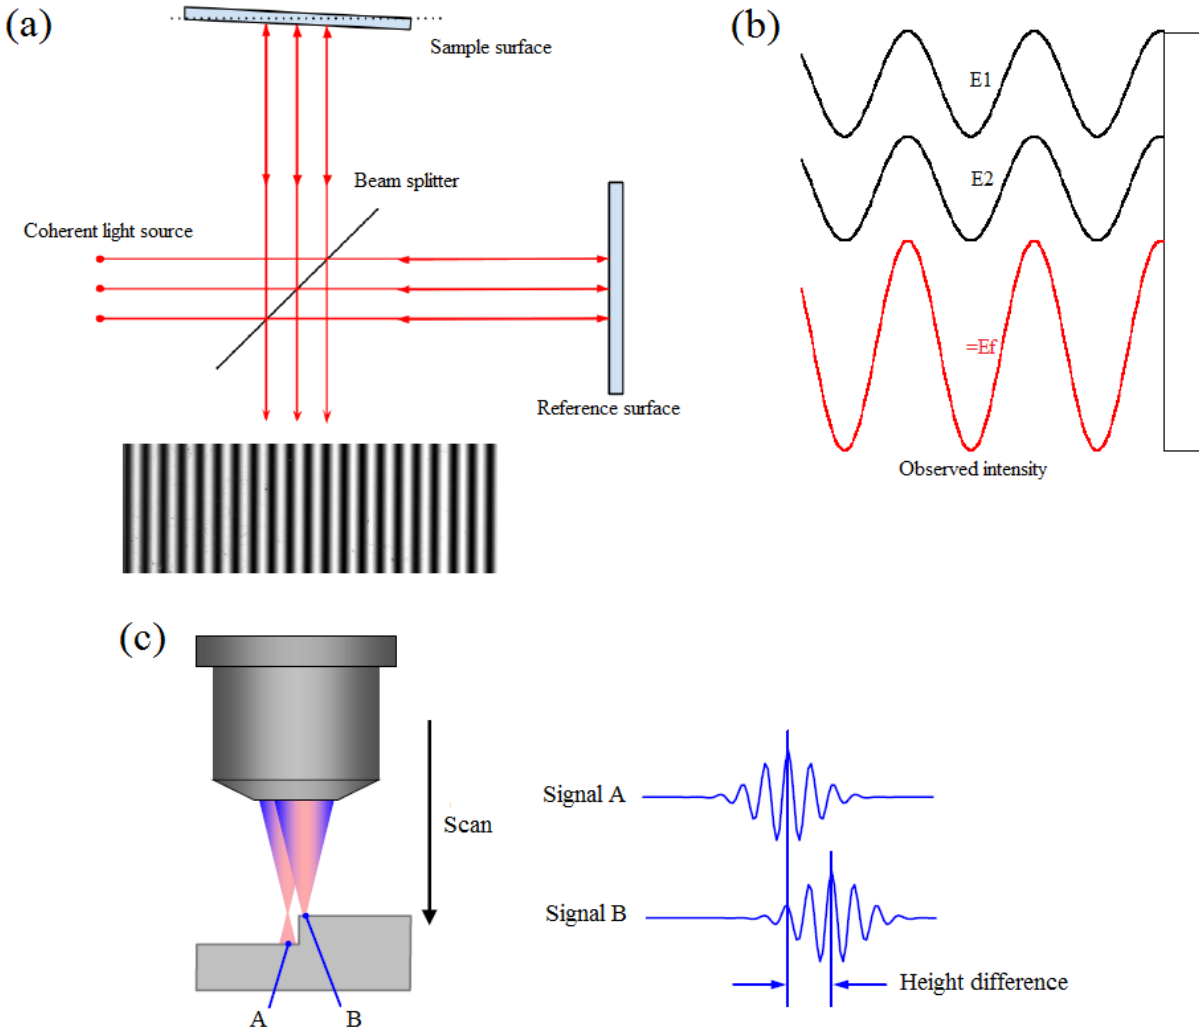 (a)
Sample surface
Beam splitter
Coherent light source
Reference surface
(b)
E1
E2
=Ef
Observed intensity
(c)
Scan
A
B
Signal A
Signal B
Height difference